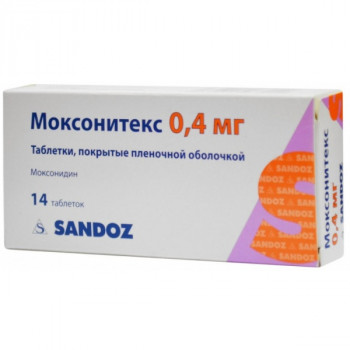 Моксонитекс 0,4 мг
Таблетки, покрытые пленочной оболочкой
Моксонидин
14 таблеток
SANDOZ
Моксонитекс
0,4 мг